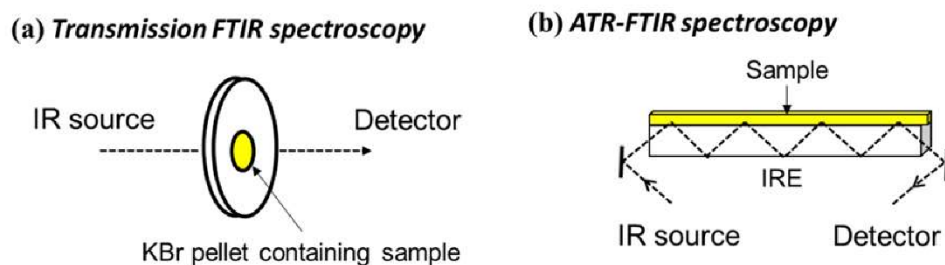 (a) Transmission FTIR spectroscopy
IR source
Detector
KBr pellet containing sample
(b) ATR-FTIR spectroscopy
Sample
IRE
IR source
Detector